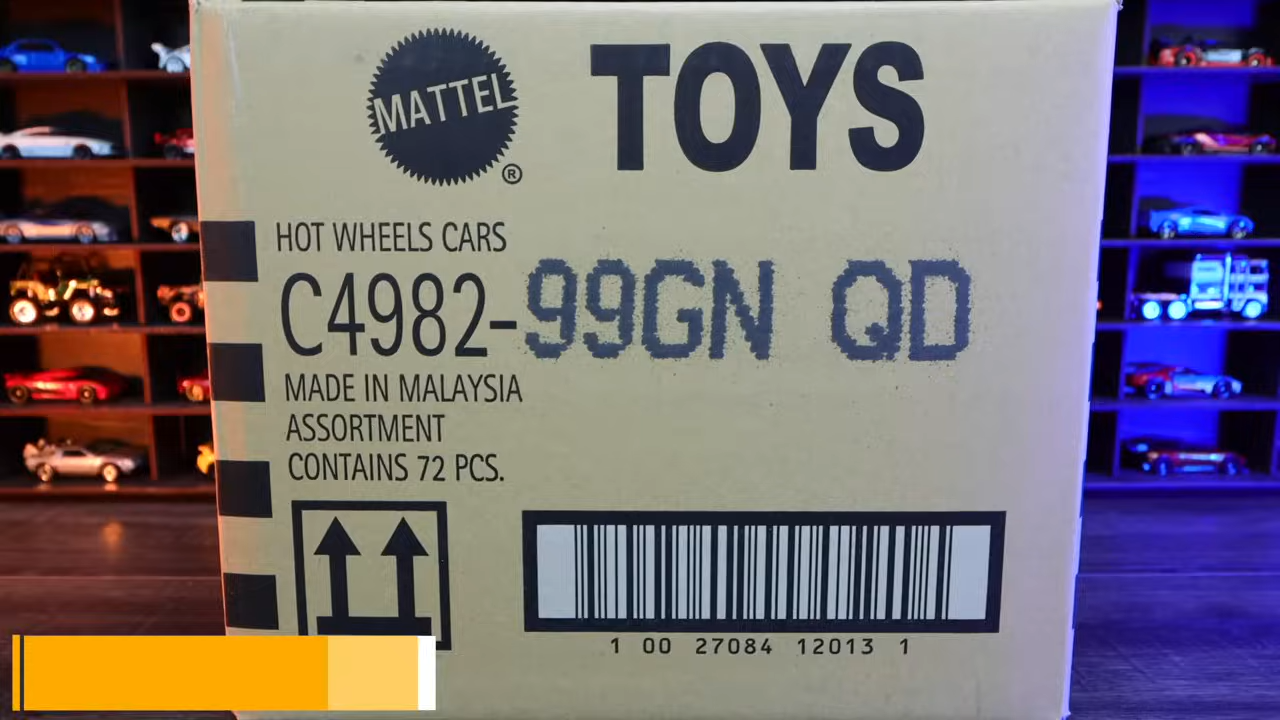 MATTEL
®
TOYS
HOT WHEELS CARS
C4982-99GN QD
MADE IN MALAYSIA
ASSORTMENT
CONTAINS 72 PCS.
1 00 27084 12013 1